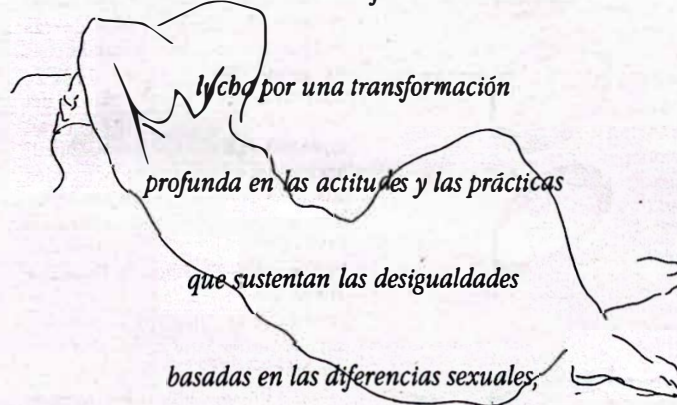 lucho por una transformación
profunda en las actitudes y las prácticas
que sustentan las desigualdades
basadas en las diferencias sexuales,